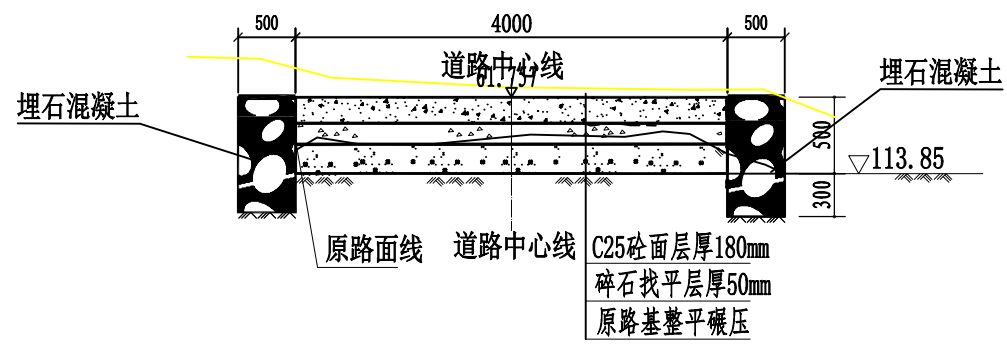 500
4000
500
道路中心线
61.757
埋石混凝土
埋石混凝土
500
113.85
300
原路面线
道路中心线
C25砼面层厚180mm
碎石找平层厚50mm
原路基整平碾压